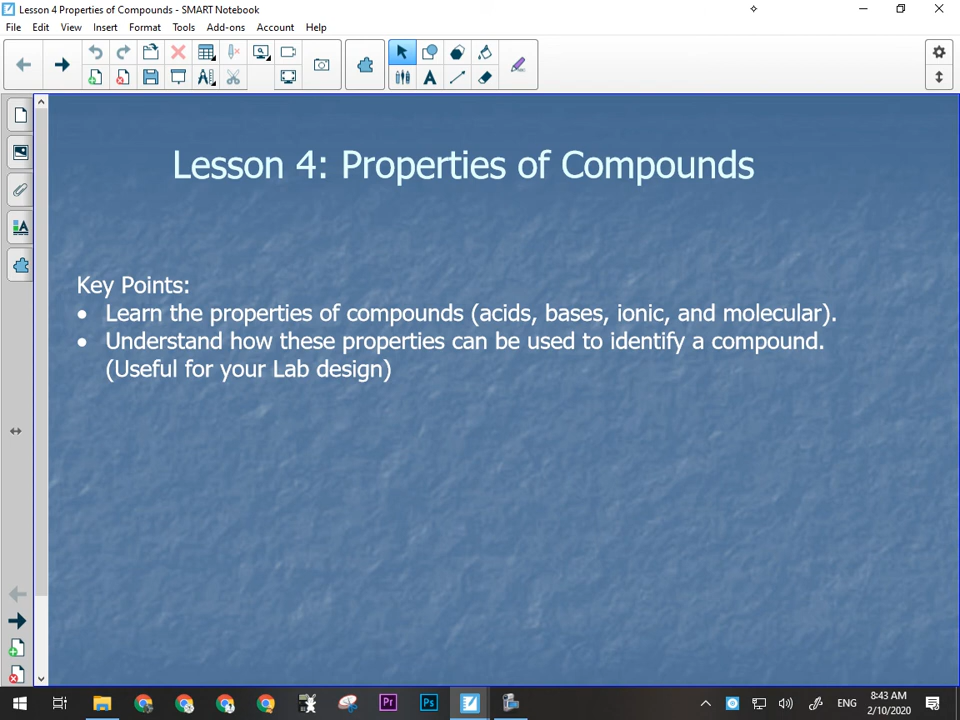 Lesson 4 Properties of Compounds - SMART Notebook
File Edit View Insert Format Tools Add-ons Account Help
Lesson 4: Properties of Compounds
Key Points:
• Learn the properties of compounds (acids, bases, ionic, and molecular).
• Understand how these properties can be used to identify a compound.
(Useful for your Lab design)
Pr Ps ENG 8:43 AM
2/10/2020